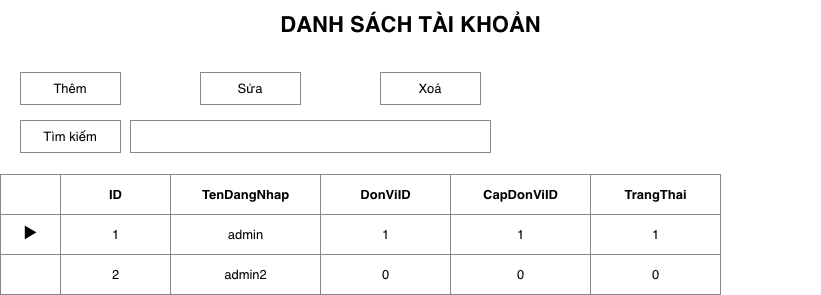 DANH SÁCH TÀI KHOẢN
Thêm Sửa Xoá
Tìm kiếm
ID TenDangNhap DonViID CapDonViID TrangThai
1 admin 1 1 1
2 admin2 0 0 0